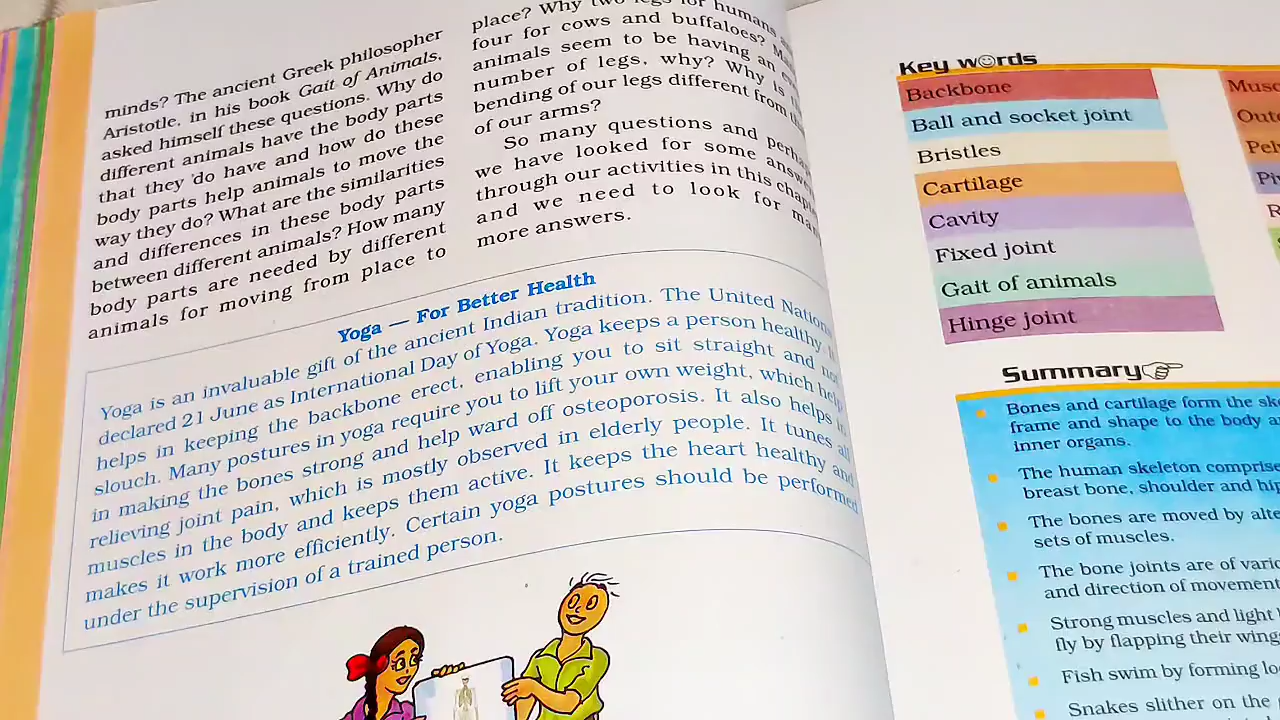 minds? The ancient Greek philosopher
Aristotle, in his book Gait of Animals,
asked himself these questions. Why do
different animals have the body parts
that they do have and how do these
body parts help animals to move the
way they do? What are the similarities
and differences in these body parts
between different animals? How many
body parts are needed by different
animals for moving from place to
place? Why two legs for humans
four for cows and buffaloes?
animals seem to be having an
number of legs, why? Why is
bending of our legs different from
of our arms?
So many questions and
we have looked for some
through our activities in this
and we need to look for
more answers.
Yoga — For Better Health
Yoga is an invaluable gift of the ancient Indian tradition. The United
declared 21 June as International Day of Yoga. Yoga keeps a person healthy.
helps in keeping the backbone erect, enabling you to sit straight and not
slouch. Many postures in yoga require you to lift your own weight, which help
in making the bones strong and help ward off osteoporosis. It also helps in
relieving joint pain, which is mostly observed in elderly people. It tunes all
muscles in the body and keeps them active. It keeps the heart healthy and
makes it work more efficiently. Certain yoga postures should be performed
under the supervision of a trained person.
Key words
Backbone
Ball and socket joint
Bristles
Cartilage
Cavity
Fixed joint
Gait of animals
Hinge joint
Summary
Bones and cartilage form the
frame and shape to the body
inner organs.
The human skeleton
breast bone, shoulder and
The bones are moved by
sets of muscles.
The bone joints are of
and direction of movement
Strong muscles and light
fly by flapping their
Fish swim by forming
Snakes slither on the